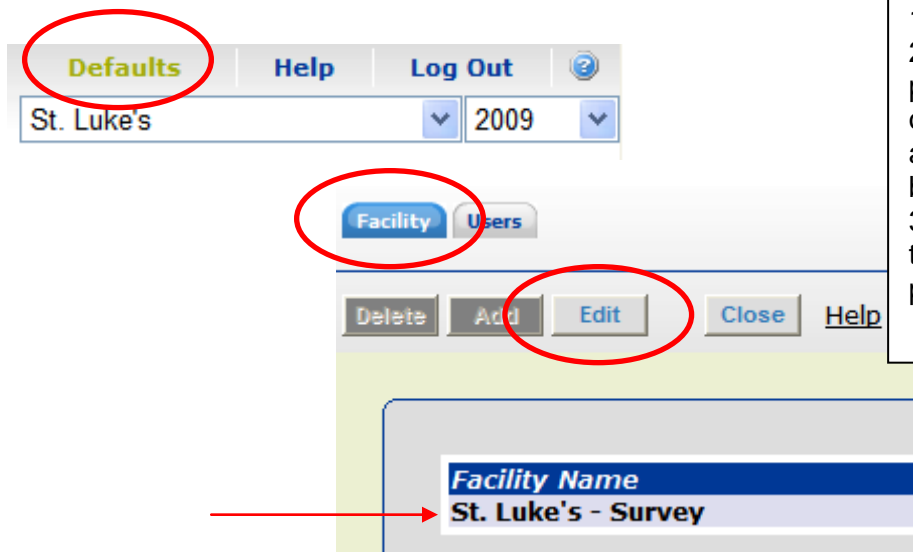 Defaults Help Log Out
St. Luke's 2009
Facility Users
Delete Add Edit Close Help
Facility Name
St. Luke's - Survey